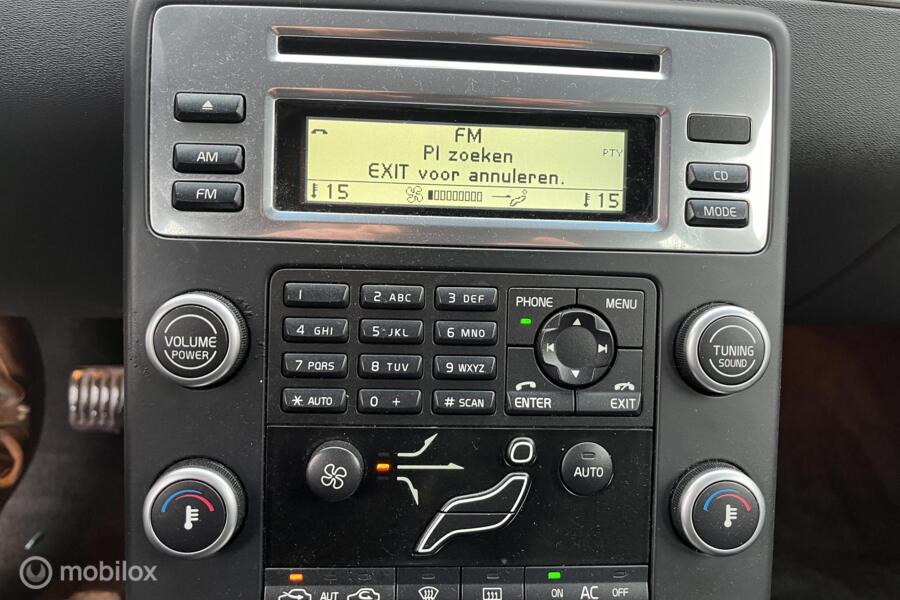 FM
PI zoeken
PTY
EXIT voor annuleren.
15
15
AM
FM
CD
MODE
VOLUME
POWER
1
2 ABC
3 DEF
4 GHI
5 JKL
6 MNO
7 PQRS
8 TUV
9 WXYZ
* AUTO
0 +
# SCAN
PHONE
MENU
ENTER
EXIT
TUNING
SOUND
AUTO
AUT
ON
AC
OFF
mobilox